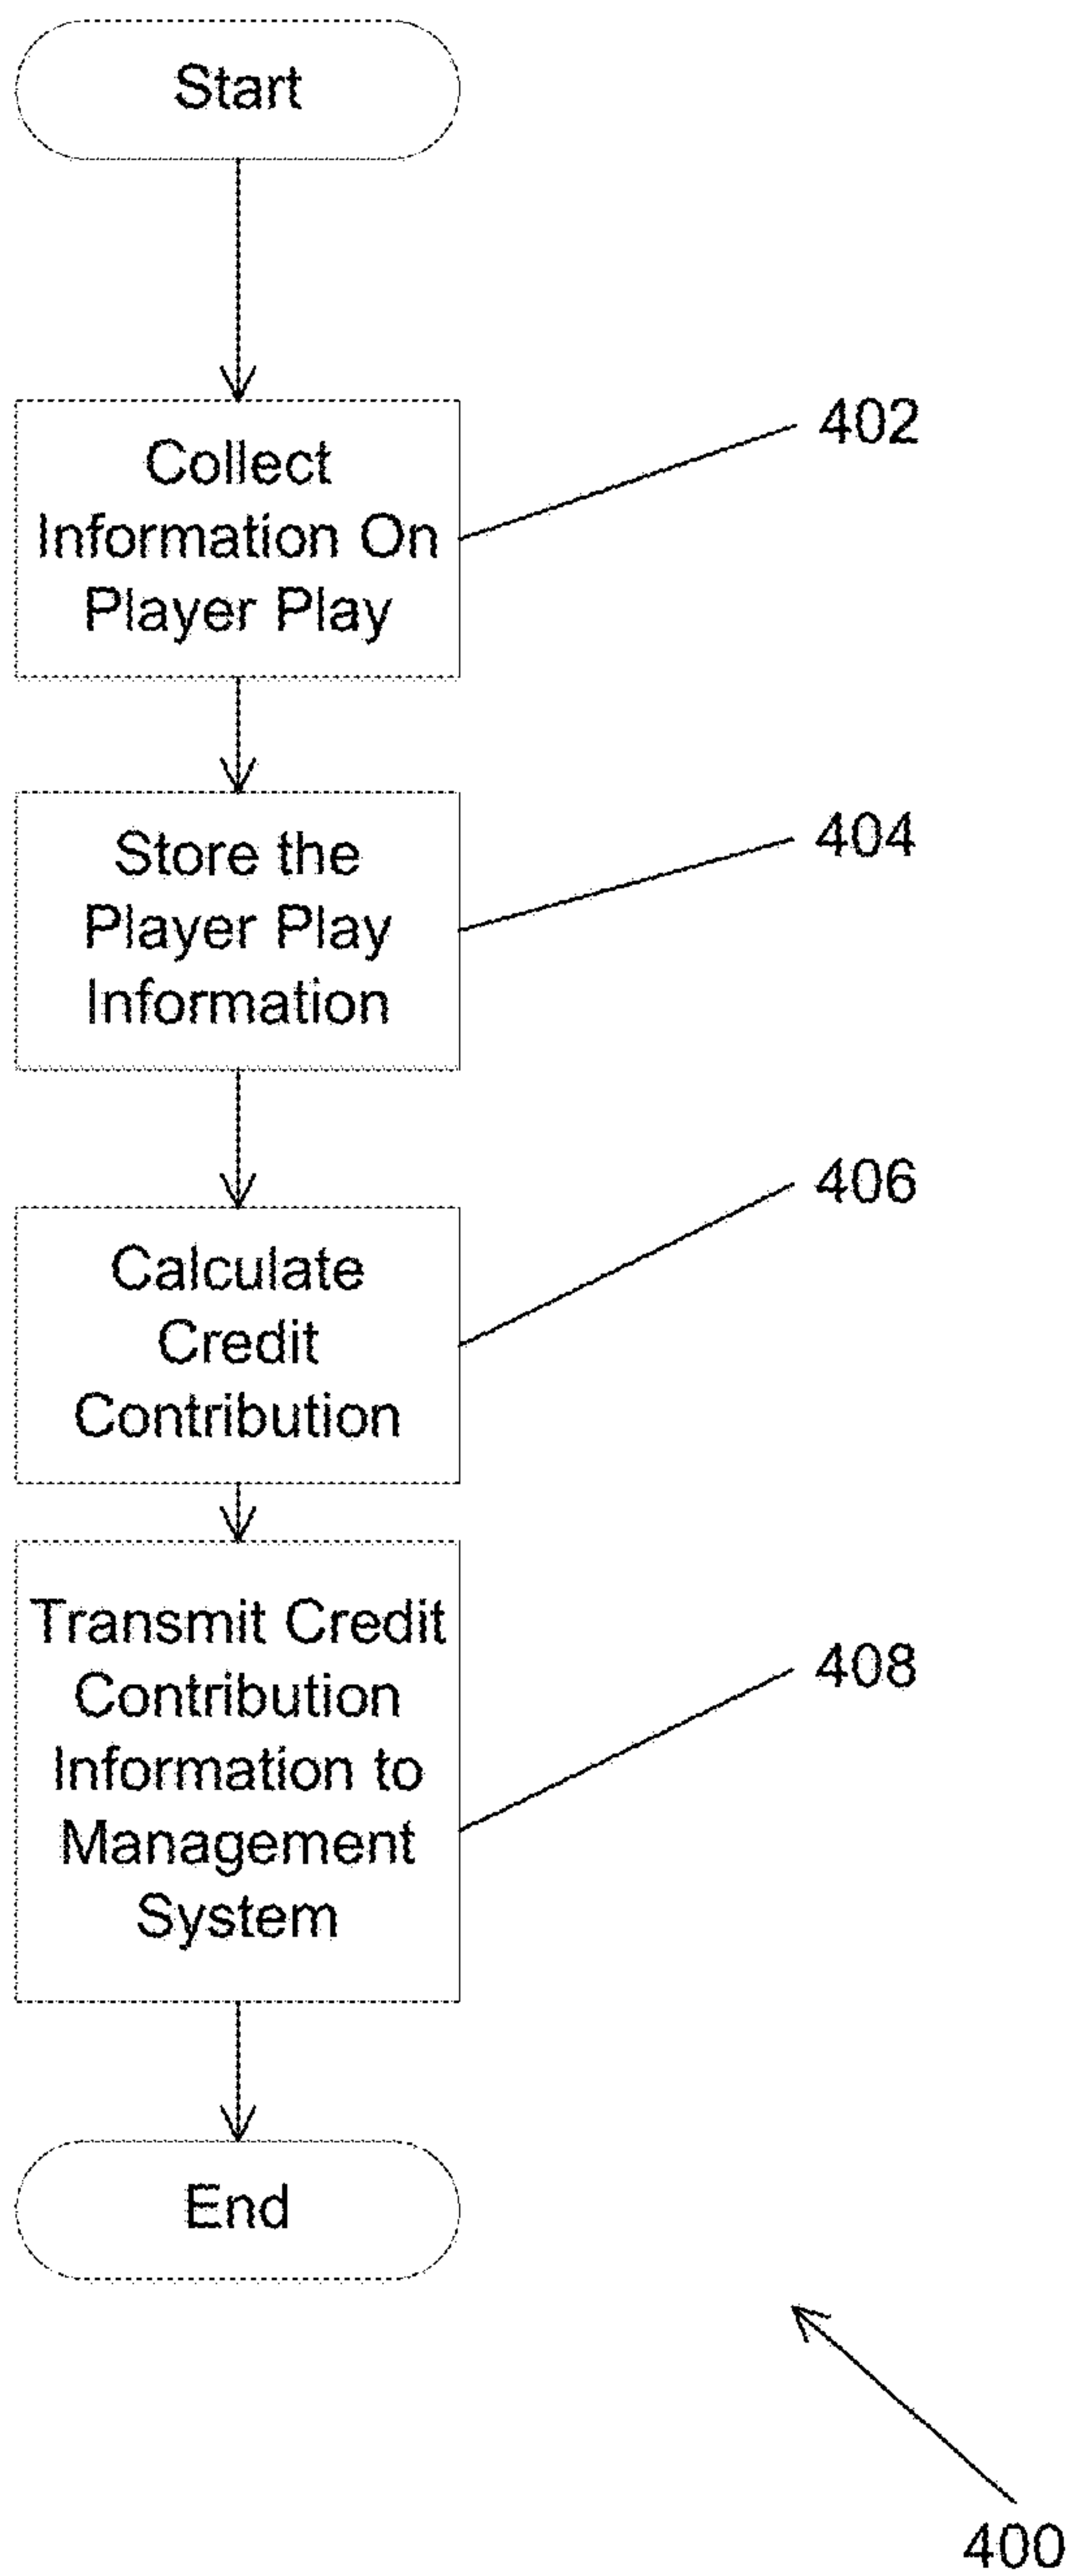 Start
Collect
Information On
Player Play
402
Store the
Player Play
Information
404
Calculate
Credit
Contribution
406
Transmit Credit
Contribution
Information to
Management
System
408
End
400